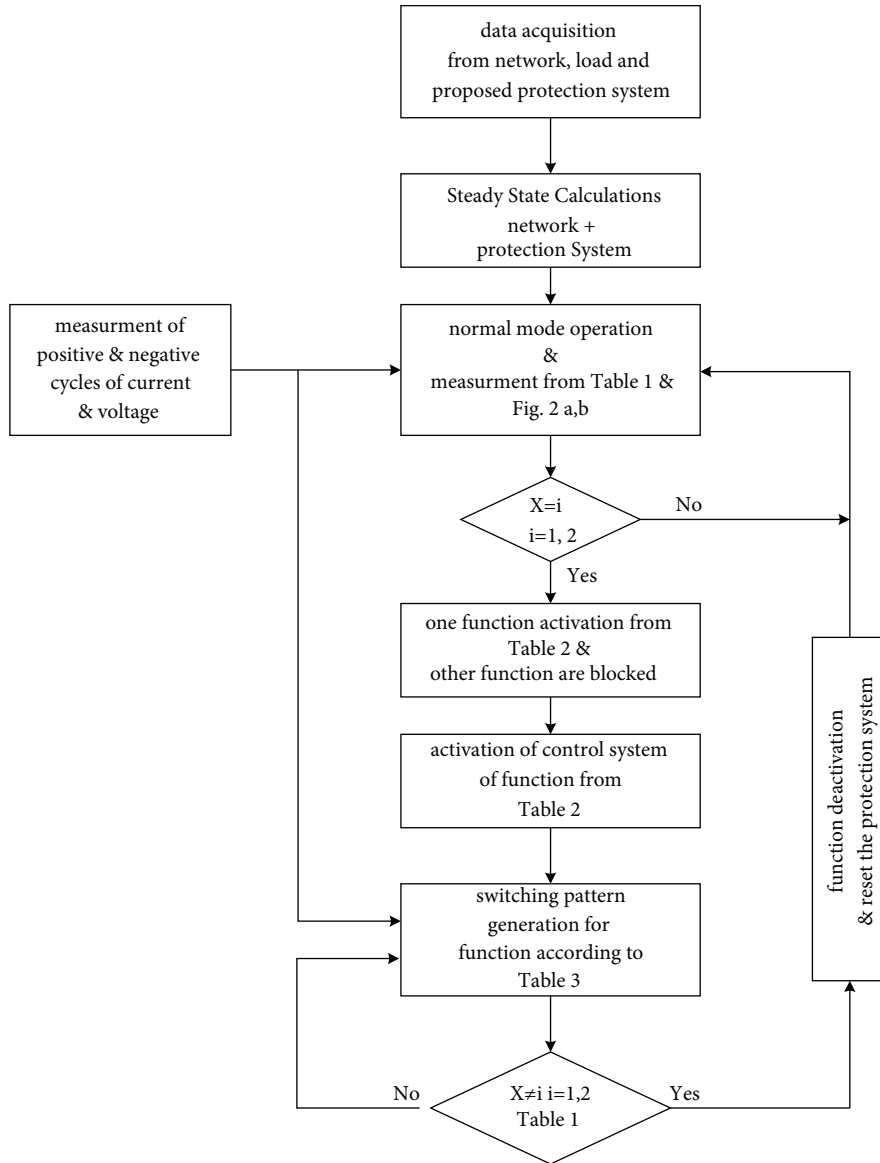 data acquisition
from network, load and
proposed protection system
Steady State Calculations
network +
protection System
measurment of
positive & negative
cycles of current
& voltage
normal mode operation
&
measurment from Table 1 &
Fig. 2 a,b
X=i
i=1, 2
No
Yes
one function activation from
Table 2 &
other function are blocked
activation of control system
of function from
Table 2
function deactivation
& reset the protection system
switching pattern
generation for
function according to
Table 3
No
X≠i i=1,2
Table 1
Yes